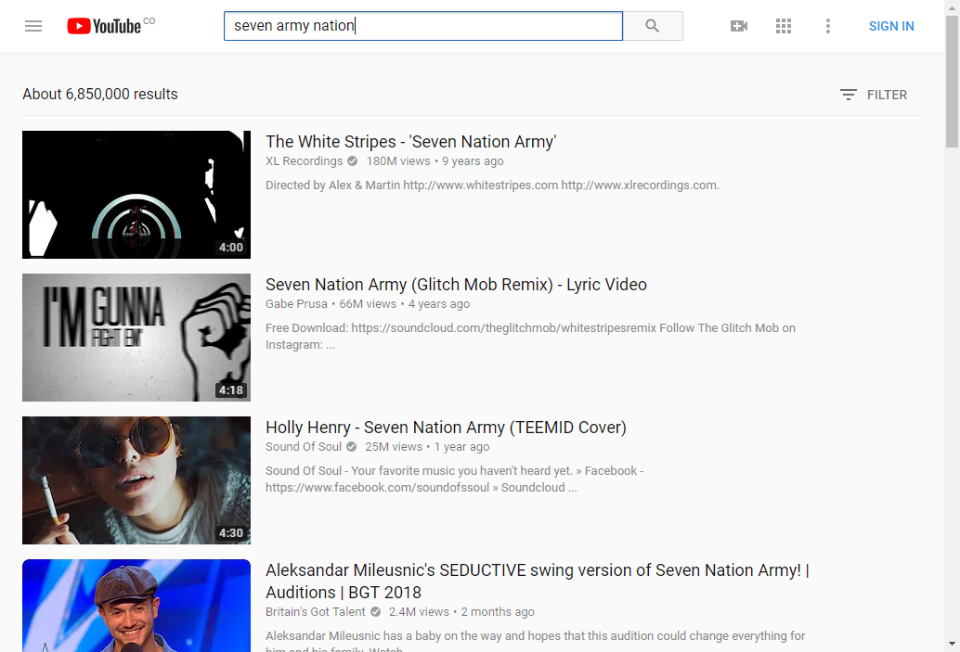 YouTube CO
seven army nation
SIGN IN
About 6,850,000 results
FILTER
The White Stripes - 'Seven Nation Army'
XL Recordings 180M views • 9 years ago
Directed by Alex & Martin http://www.whitestripes.com http://www.xlrecordings.com.
4:00
I'M GUNNA
FIGHT EM'
4:18
Seven Nation Army (Glitch Mob Remix) - Lyric Video
Gabe Prusa • 66M views • 4 years ago
Free Download: https://soundcloud.com/theglitchmob/whitestripesremix Follow The Glitch Mob on
Instagram: ...
Holly Henry - Seven Nation Army (TEEMID Cover)
Sound Of Soul 25M views • 1 year ago
Sound Of Soul - Your favorite music you haven't heard yet. » Facebook -
https://www.facebook.com/soundofssoul » Soundcloud ...
4:30
Aleksandar Mileusnic's SEDUCTIVE swing version of Seven Nation Army! |
Auditions | BGT 2018
Britain's Got Talent 2.4M views • 2 months ago
Aleksandar Mileusnic has a baby on the way and hopes that this audition could change everything for
him and his family. Watch